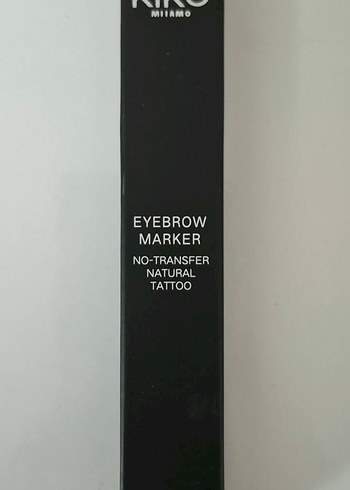 KIKO
MILANO
EYEBROW
MARKER
NO-TRANSFER
NATURAL
TATTOO